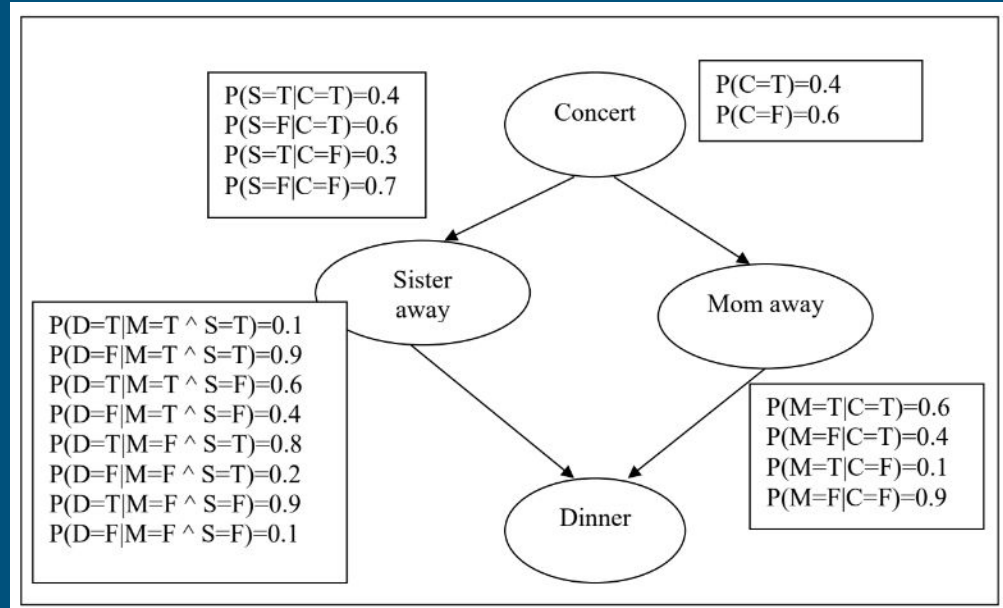 P(S=T|C=T)=0.4
P(S=F|C=T)=0.6
P(S=T|C=F)=0.3
P(S=F|C=F)=0.7
Concert
P(C=T)=0.4
P(C=F)=0.6
Sister
away
Mom away
P(D=T|M=T ^ S=T)=0.1
P(D=F|M=T ^ S=T)=0.9
P(D=T|M=T ^ S=F)=0.6
P(D=F|M=T ^ S=F)=0.4
P(D=T|M=F ^ S=T)=0.8
P(D=F|M=F ^ S=T)=0.2
P(D=T|M=F ^ S=F)=0.9
P(D=F|M=F ^ S=F)=0.1
P(M=T|C=T)=0.6
P(M=F|C=T)=0.4
P(M=T|C=F)=0.1
P(M=F|C=F)=0.9
Dinner